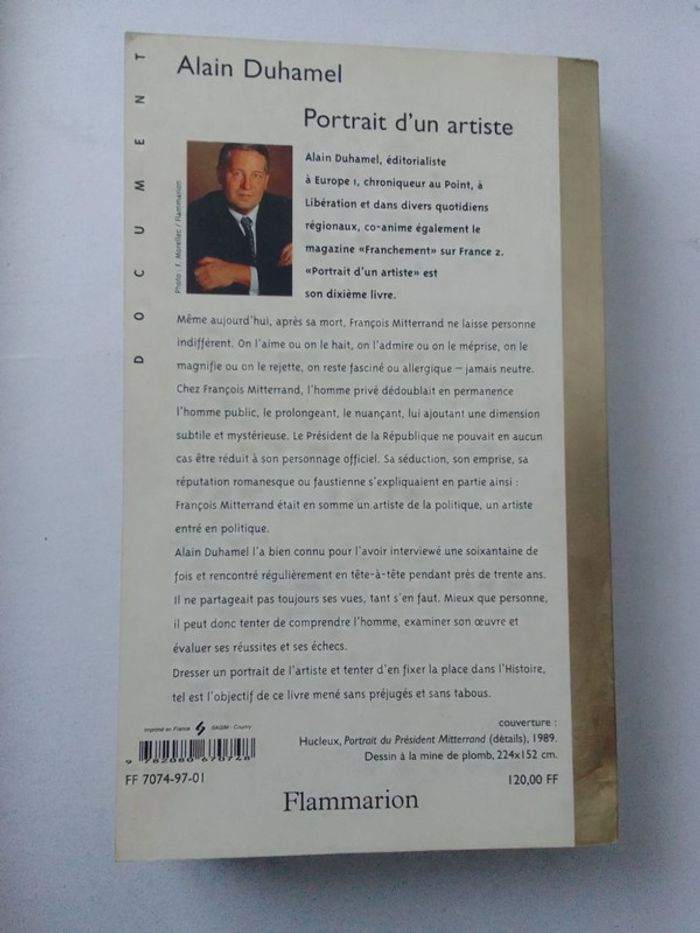 DOCUMENT
Alain Duhamel
Portrait d'un artiste
Photo : F. Morellec / Flammarion
Alain Duhamel, éditorialiste
à Europe 1, chroniqueur au Point, à
Libération et dans divers quotidiens
régionaux, co-anime également le
magazine «Franchement» sur France 2.
«Portrait d'un artiste» est
son dixième livre.
Même aujourd'hui, après sa mort, François Mitterrand ne laisse personne
indifférent. On l'aime ou on le hait, on l'admire ou on le méprise, on le
magnifie ou on le rejette, on reste fasciné ou allergique – jamais neutre.
Chez François Mitterrand, l'homme privé dédoublait en permanence
l'homme public, le prolongeant, le nuançant, lui ajoutant une dimension
subtile et mystérieuse. Le Président de la République ne pouvait en aucun
cas être réduit à son personnage officiel. Sa séduction, son emprise, sa
réputation romanesque ou faustienne s'expliquaient en partie ainsi :
François Mitterrand était en somme un artiste de la politique, un artiste
entré en politique.
Alain Duhamel l'a bien connu pour l'avoir interviewé une soixantaine de
fois et rencontré régulièrement en tête-à-tête pendant près de trente ans.
Il ne partageait pas toujours ses vues, tant s'en faut. Mieux que personne,
il peut donc tenter de comprendre l'homme, examiner son œuvre et
évaluer ses réussites et ses échecs.
Dresser un portrait de l'artiste et tenter d'en fixer la place dans l'Histoire,
tel est l'objectif de ce livre mené sans préjugés et sans tabous.
Imprimé en France
SAGIM - Courtry
couverture :
Hucleux, Portrait du Président Mitterrand (détails), 1989.
Dessin à la mine de plomb, 224x152 cm.
9 782080 670748
FF 7074-97-01
120,00 FF
Flammarion